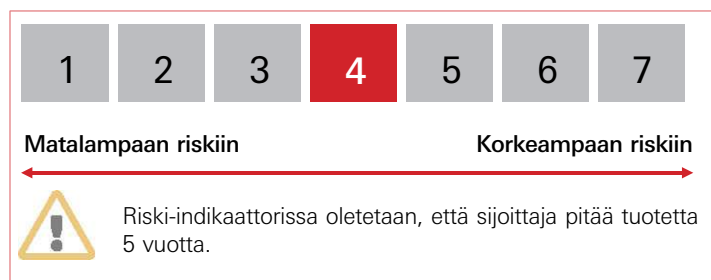 1 2 3 4 5 6 7
Matalampaan riskiin Korkeampaan riskiin
Riski-indikaattorissa oletetaan, että sijoittaja pitää tuotetta
5 vuotta.